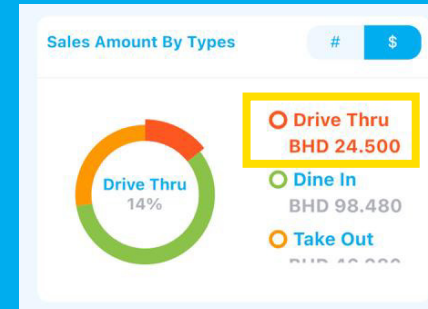 Sales Amount By Types
# $
Drive Thru
BHD 24.500
Drive Thru
14%
Dine In
BHD 98.480
Take Out